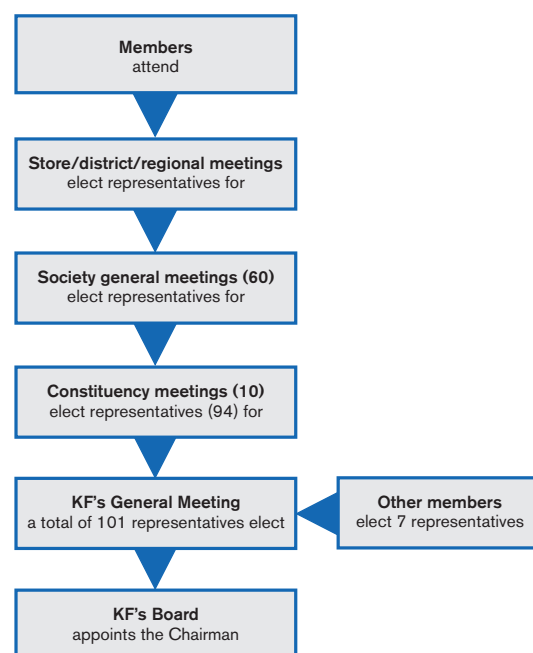 Members
attend
Store/district/regional meetings
elect representatives for
Society general meetings (60)
elect representatives for
Constituency meetings (10)
elect representatives (94) for
KF's General Meeting
a total of 101 representatives elect
Other members
elect 7 representatives
KF's Board
appoints the Chairman